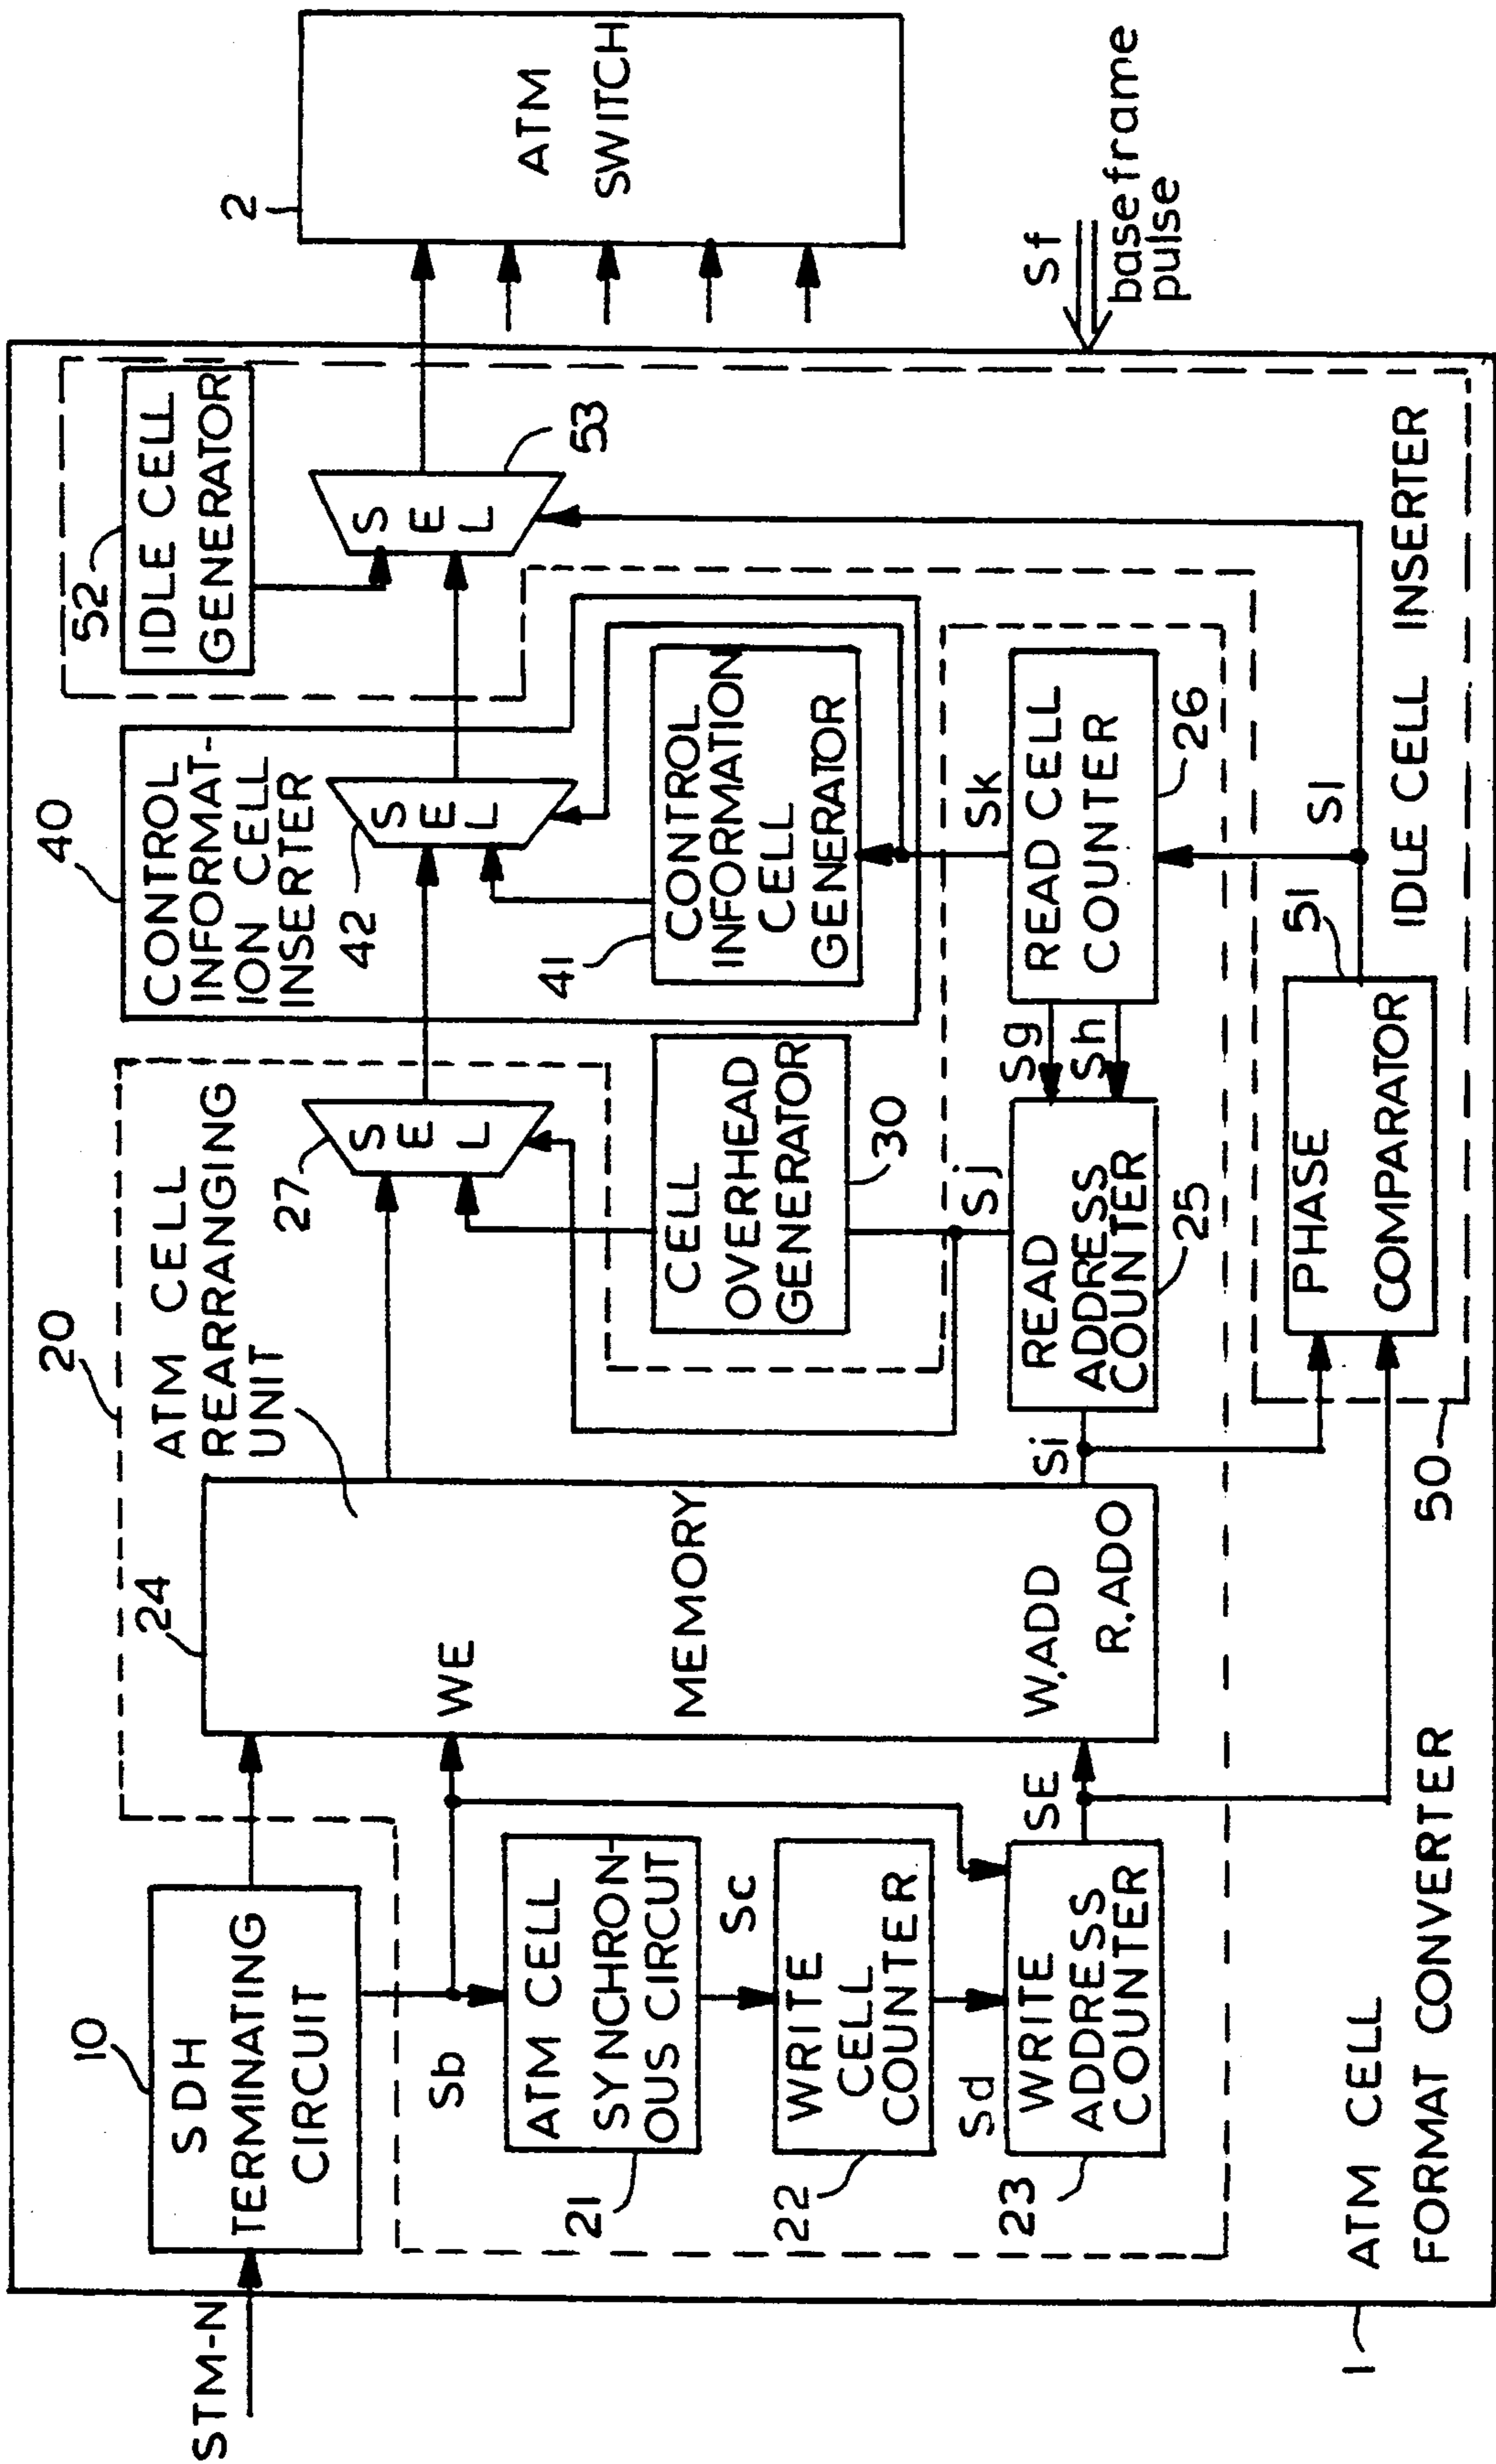 STM-N
10
SDH
TERMINATING
CIRCUIT
Sb
21
ATM CELL
SYNCHRON-
OUS CIRCUT
Sc
22
WRITE
CELL
COUNTER
Sd
23
WRITE
ADDRESS
COUNTER
SE
20
ATM CELL
REARRANGING
UNIT
24
WE
MEMORY
W.ADD
R.ADO
Si
27
SEL
CELL
OVERHEAD
GENERATOR
30
Sj
READ
ADDRESS
COUNTER
25
Sg
Sh
40
CONTROL
INFORMAT-
ION CELL
INSERTER
42
SEL
41
CONTROL
INFORMATION
CELL
GENERATOR
Sk
READ CELL
COUNTER
26
52
IDLE CELL
GENERATOR
SEL
53
PHASE
COMPARATOR
51
Sl
IDLE CELL INSERTER
50
2
ATM
SWITCH
Sf
base frame
pulse
1
ATM CELL
FORMAT CONVERTER